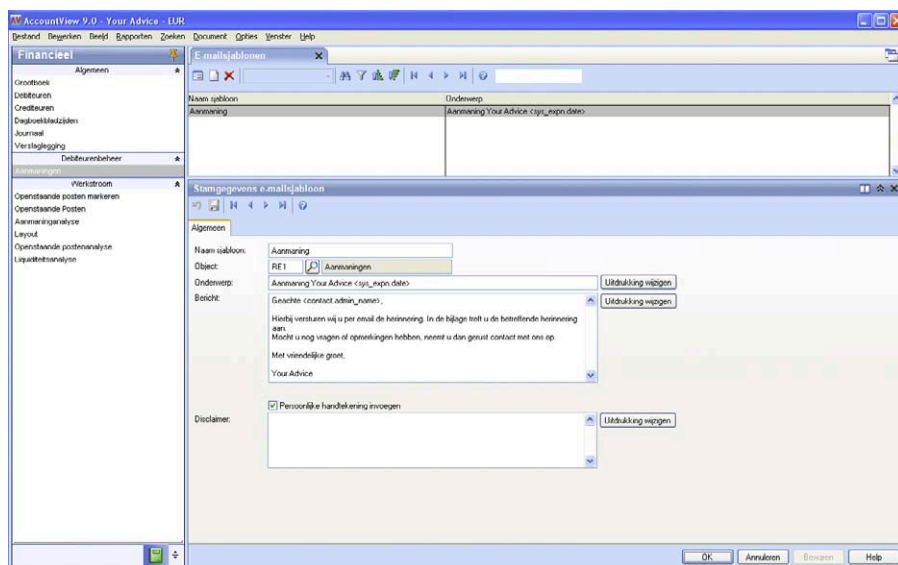 AccountView 9.0 - Your Advice - EUR
Bestand Bewerken Beeld Rapporten Zoeken Document Opties Venster Help
Financieel
Algemeen
Grootboek
Debiteuren
Crediteuren
Dagboekbladzijden
Journaal
Verslaglegging
Debiteurenbeheer
Aanmaningen
Werkstroom
Openstaande posten markeren
Openstaande Posten
Aanmaninganalyse
Layout
Openstaande postenanalyse
Liquiditeitsanalyse
E-mailsjablonen
Naam sjabloon Onderwerp
Aanmaning Aanmaning Your Advice <sys_expn.date>
Stamgegevens e-mailsjabloon
Algemeen
Naam sjabloon: Aanmaning
Object: RE1 Aanmaningen
Onderwerp: Aanmaning Your Advice <sys_expn.date> Uitdrukking wijzigen
Bericht: Geachte <contact.admin_name>, Uitdrukking wijzigen
Hierbij versturen wij u per email de herinnering. In de bijlage treft u de betreffende herinnering
aan.
Mocht u nog vragen of opmerkingen hebben, neemt u dan gerust contact met ons op.
Met vriendelijke groet,
Your Advice
Persoonlijke handtekening invoegen
Disclaimer: Uitdrukking wijzigen
OK Annuleren Bewaren Help